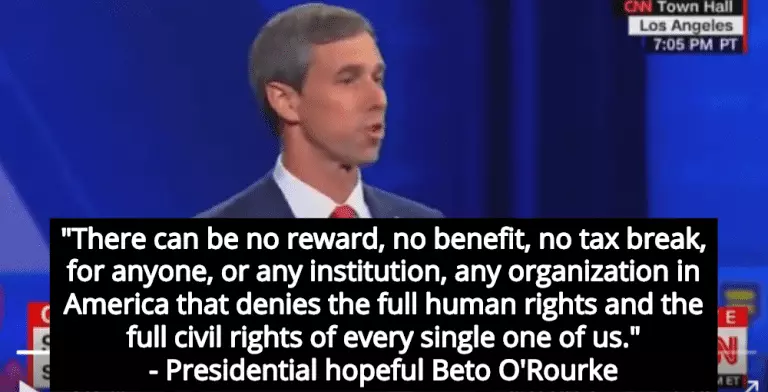 CNN Town Hall
Los Angeles
7:05 PM PT
"There can be no reward, no benefit, no tax break,
for anyone, or any institution, any organization in
America that denies the full human rights and the
full civil rights of every single one of us."
- Presidential hopeful Beto O'Rourke